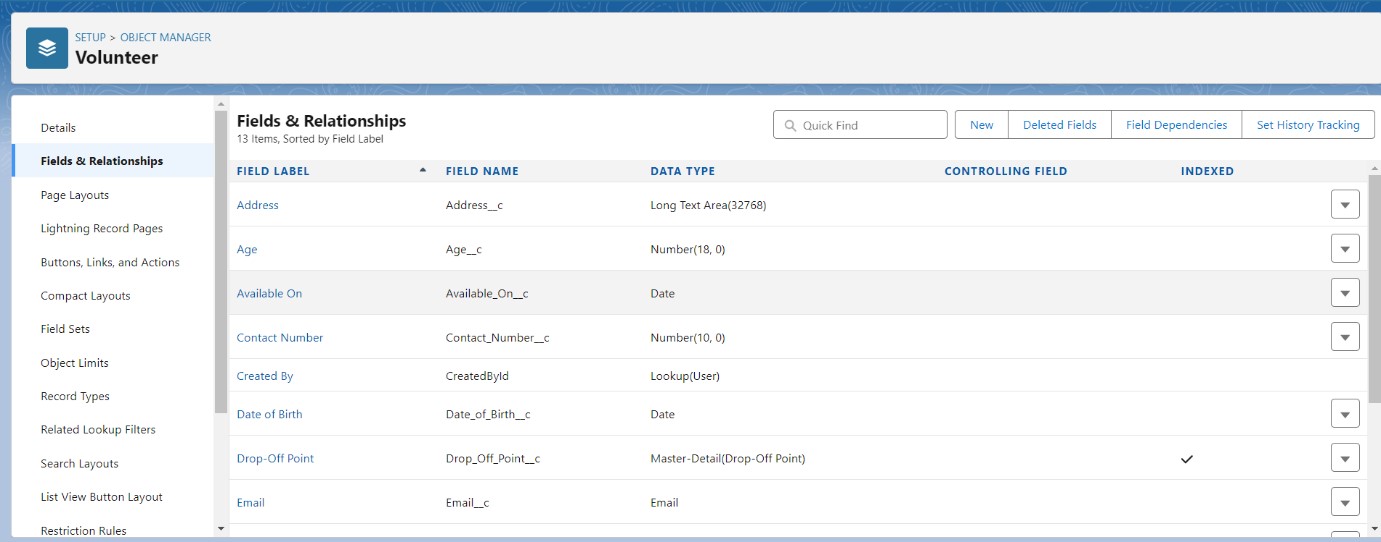 SETUP > OBJECT MANAGER
Volunteer
Details
Fields & Relationships
Page Layouts
Lightning Record Pages
Buttons, Links, and Actions
Compact Layouts
Field Sets
Object Limits
Record Types
Related Lookup Filters
Search Layouts
List View Button Layout
Restriction Rules
Fields & Relationships
13 Items, Sorted by Field Label
Quick Find
New Deleted Fields Field Dependencies Set History Tracking
FIELD LABEL FIELD NAME DATA TYPE CONTROLLING FIELD INDEXED
Address Address__c Long Text Area(32768)
Age Age__c Number(18, 0)
Available On Available_On__c Date
Contact Number Contact_Number__c Number(10, 0)
Created By CreatedById Lookup(User)
Date of Birth Date_of_Birth__c Date
Drop-Off Point Drop_Off_Point__c Master-Detail(Drop-Off Point)
Email Email__c Email